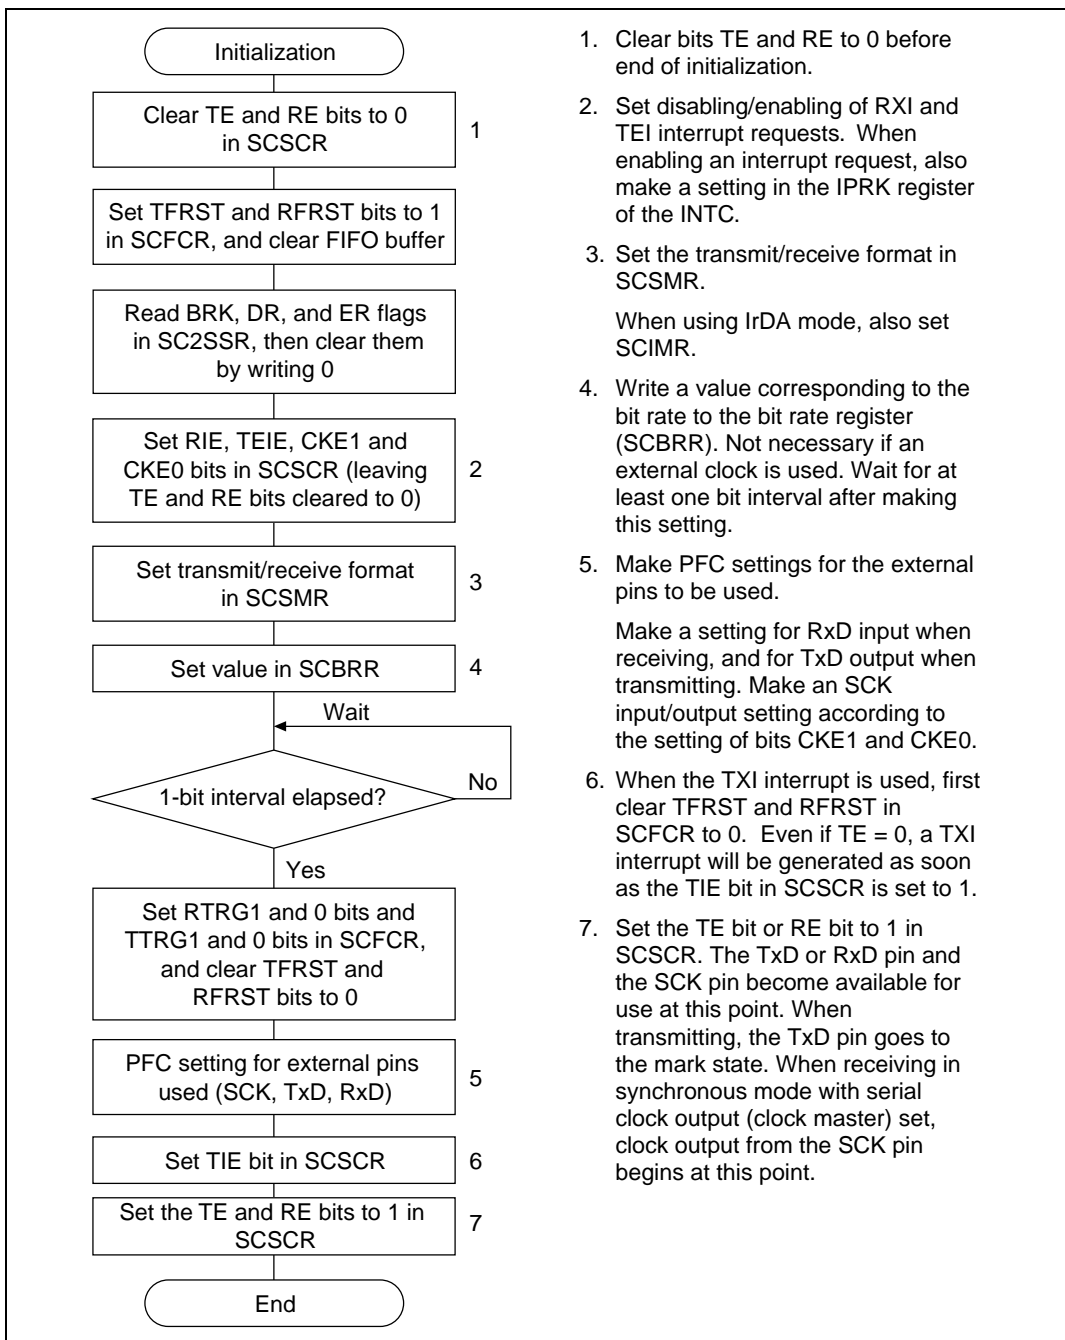 Initialization
Clear TE and RE bits to 0
in SCSCR
1
Set TFRST and RFRST bits to 1
in SCFCR, and clear FIFO buffer
Read BRK, DR, and ER flags
in SC2SSR, then clear them
by writing 0
Set RIE, TEIE, CKE1 and
CKE0 bits in SCSCR (leaving
TE and RE bits cleared to 0)
2
Set transmit/receive format
in SCSMR
3
Set value in SCBRR
4
Wait
1-bit interval elapsed?
No
Yes
Set RTRG1 and 0 bits and
TTRG1 and 0 bits in SCFCR,
and clear TFRST and
RFRST bits to 0
PFC setting for external pins
used (SCK, TxD, RxD)
5
Set TIE bit in SCSCR
6
Set the TE and RE bits to 1 in
SCSCR
7
End
1. Clear bits TE and RE to 0 before
end of initialization.
2. Set disabling/enabling of RXI and
TEI interrupt requests. When
enabling an interrupt request, also
make a setting in the IPRK register
of the INTC.
3. Set the transmit/receive format in
SCSMR.
When using IrDA mode, also set
SCIMR.
4. Write a value corresponding to the
bit rate to the bit rate register
(SCBRR). Not necessary if an
external clock is used. Wait for at
least one bit interval after making
this setting.
5. Make PFC settings for the external
pins to be used.
Make a setting for RxD input when
receiving, and for TxD output when
transmitting. Make an SCK
input/output setting according to
the setting of bits CKE1 and CKE0.
6. When the TXI interrupt is used, first
clear TFRST and RFRST in
SCFCR to 0. Even if TE = 0, a TXI
interrupt will be generated as soon
as the TIE bit in SCSCR is set to 1.
7. Set the TE bit or RE bit to 1 in
SCSCR. The TxD or RxD pin and
the SCK pin become available for
use at this point. When
transmitting, the TxD pin goes to
the mark state. When receiving in
synchronous mode with serial
clock output (clock master) set,
clock output from the SCK pin
begins at this point.